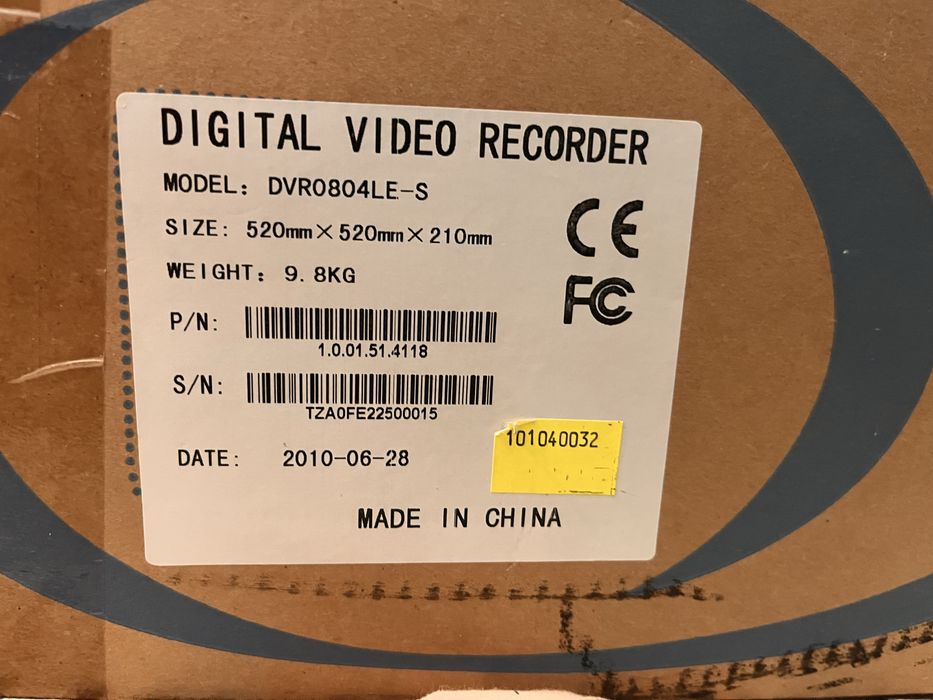 DIGITAL VIDEO RECORDER
MODEL: DVR0804LE-S
SIZE: 520mm×520mm×210mm
CE
WEIGHT: 9.8KG
FC
P/N:
1.0.01.51.4118
S/N:
TZA0FE22500015
101040032
DATE: 2010-06-28
MADE IN CHINA